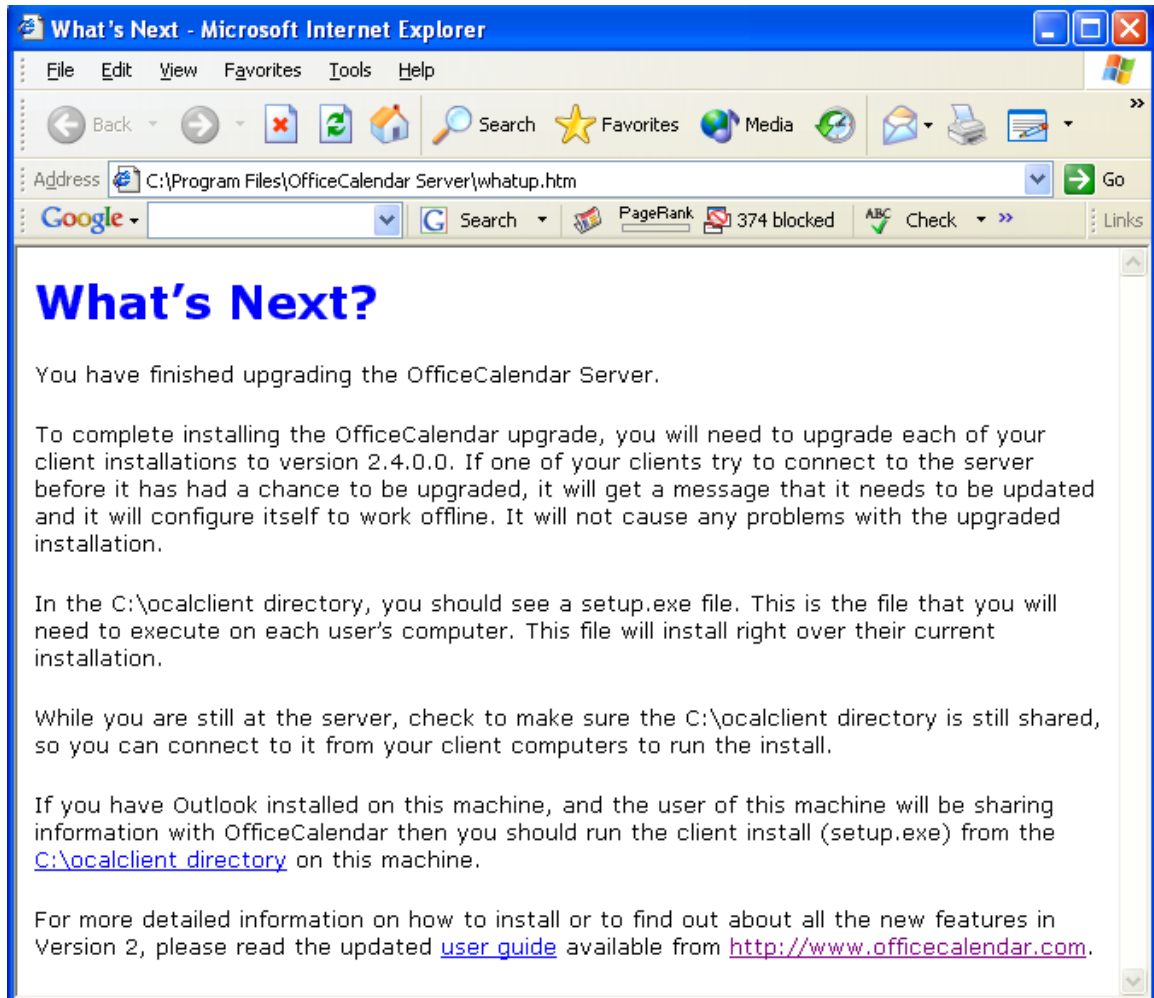 What's Next - Microsoft Internet Explorer
File Edit View Favorites Tools Help
Back Search Favorites Media »
Address C:\Program Files\OfficeCalendar Server\whatup.htm Go
Google G Search PageRank 374 blocked ABC Check » Links
What's Next?
You have finished upgrading the OfficeCalendar Server.
To complete installing the OfficeCalendar upgrade, you will need to upgrade each of your
client installations to version 2.4.0.0. If one of your clients try to connect to the server
before it has had a chance to be upgraded, it will get a message that it needs to be updated
and it will configure itself to work offline. It will not cause any problems with the upgraded
installation.
In the C:\ocalclient directory, you should see a setup.exe file. This is the file that you will
need to execute on each user's computer. This file will install right over their current
installation.
While you are still at the server, check to make sure the C:\ocalclient directory is still shared,
so you can connect to it from your client computers to run the install.
If you have Outlook installed on this machine, and the user of this machine will be sharing
information with OfficeCalendar then you should run the client install (setup.exe) from the
C:\ocalclient directory on this machine.
For more detailed information on how to install or to find out about all the new features in
Version 2, please read the updated user guide available from http://www.officecalendar.com.